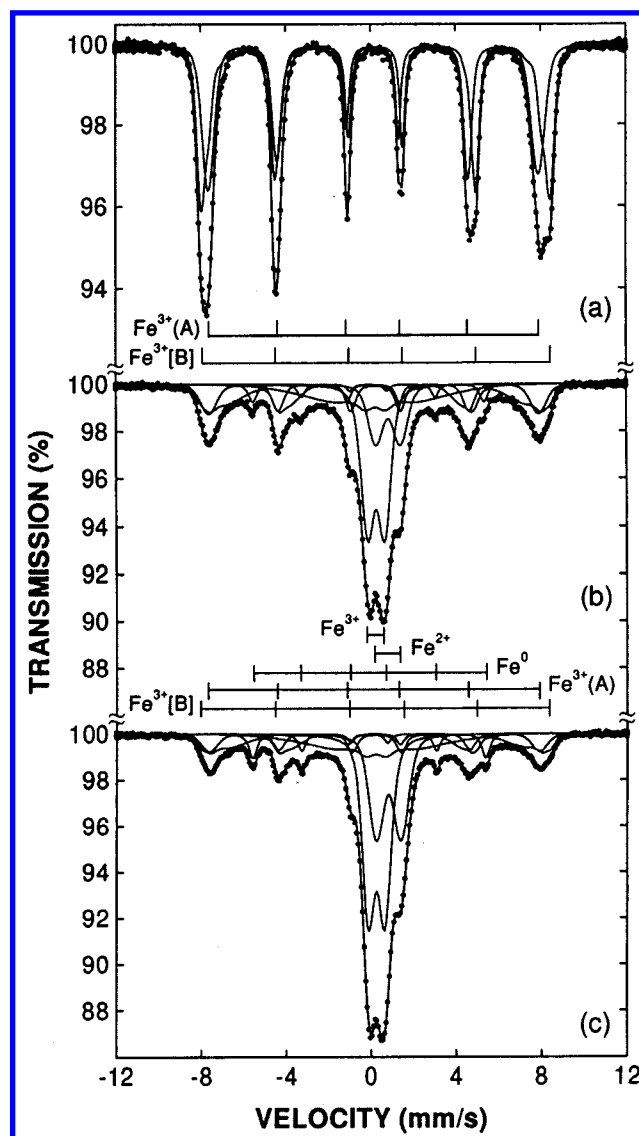 TRANSMISSION (%)
100
98
96
94
(a)
Fe³⁺(A)
Fe³⁺[B]
100
98
96
94
92
90
88
(b)
Fe³⁺
Fe²⁺
Fe⁰
Fe³⁺(A)
Fe³⁺[B]
100
98
96
94
92
90
88
(c)
-12 -8 -4 0 4 8 12
VELOCITY (mm/s)